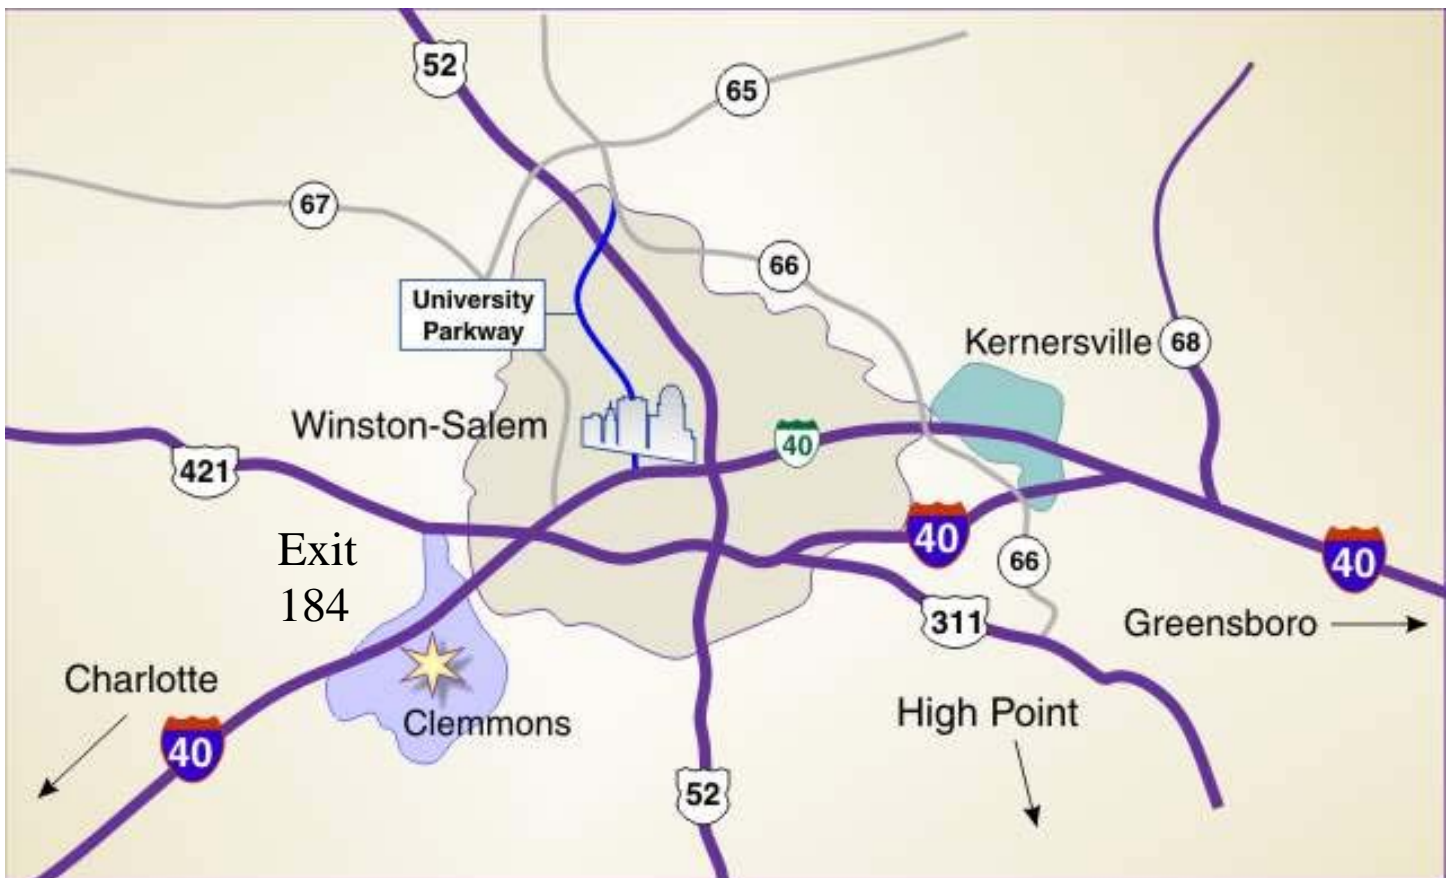 52
65
67
66
University
Parkway
Kernersville
68
Winston-Salem
40
421
Exit
184
40
66
40
311
Greensboro
Charlotte
High Point
Clemmons
40
52